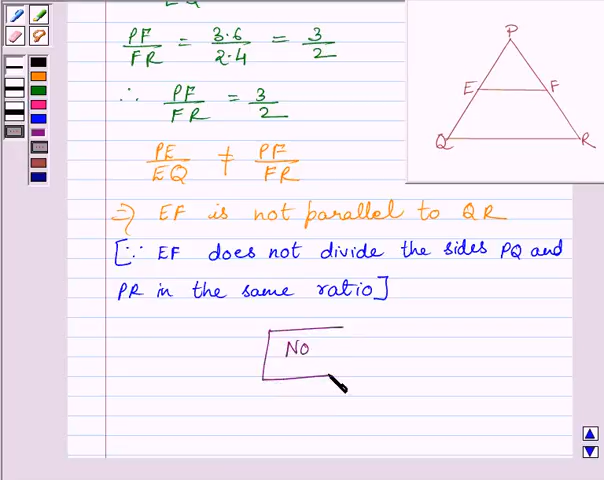 EQ
PF/FR = 3.6/2.4 = 3/2
∴ PF/FR = 3/2
PE/EQ ≠ PF/FR
⇒ EF is not parallel to QR
[∵ EF does not divide the sides PQ and
PR in the same ratio]
NO
P
E F
Q R